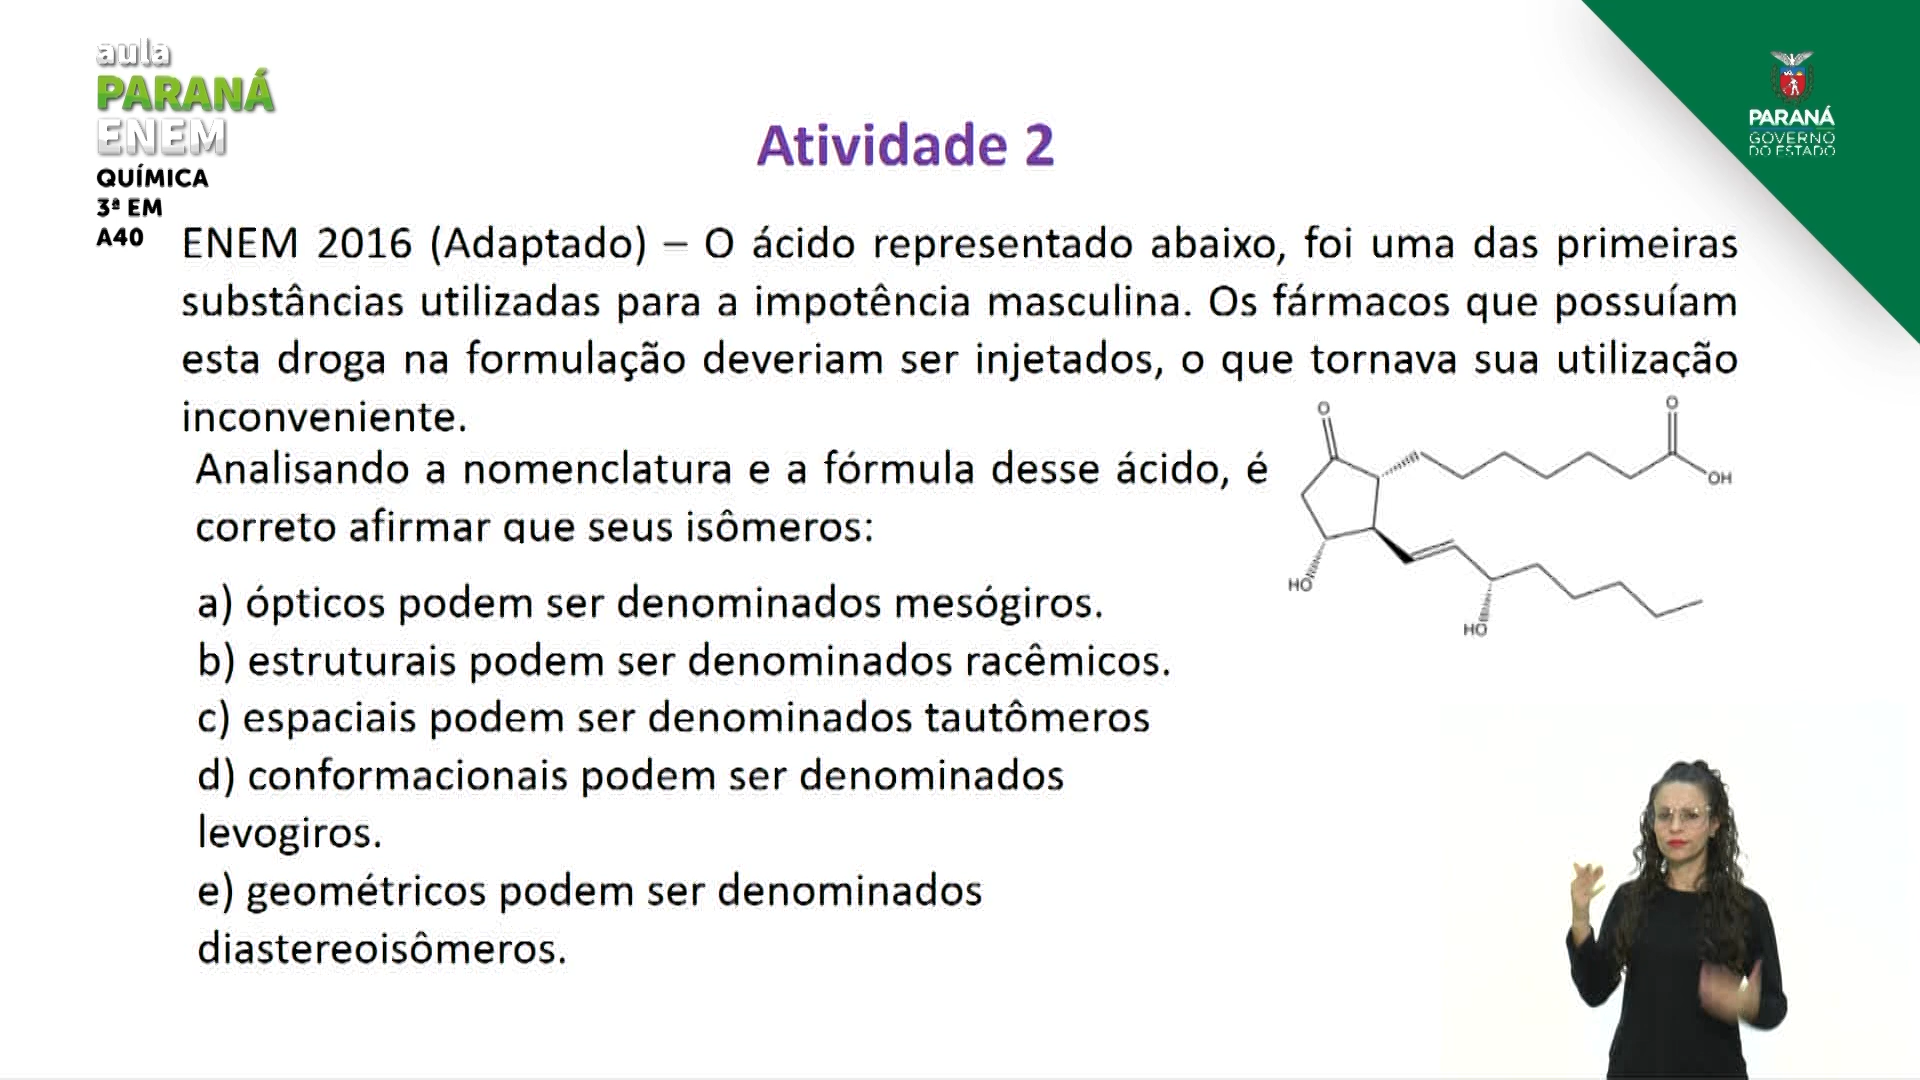 aula
PARANÁ
ENEM
QUÍMICA
3ª EM
A40
PARANÁ
GOVERNO
DO ESTADO
Atividade 2
ENEM 2016 (Adaptado) – O ácido representado abaixo, foi uma das primeiras
substâncias utilizadas para a impotência masculina. Os fármacos que possuíam
esta droga na formulação deveriam ser injetados, o que tornava sua utilização
inconveniente.
Analisando a nomenclatura e a fórmula desse ácido, é
correto afirmar que seus isômeros:
O
O
OH
HO
HO
a) ópticos podem ser denominados mesógiros.
b) estruturais podem ser denominados racêmicos.
c) espaciais podem ser denominados tautômeros
d) conformacionais podem ser denominados
levogiros.
e) geométricos podem ser denominados
diastereoisômeros.